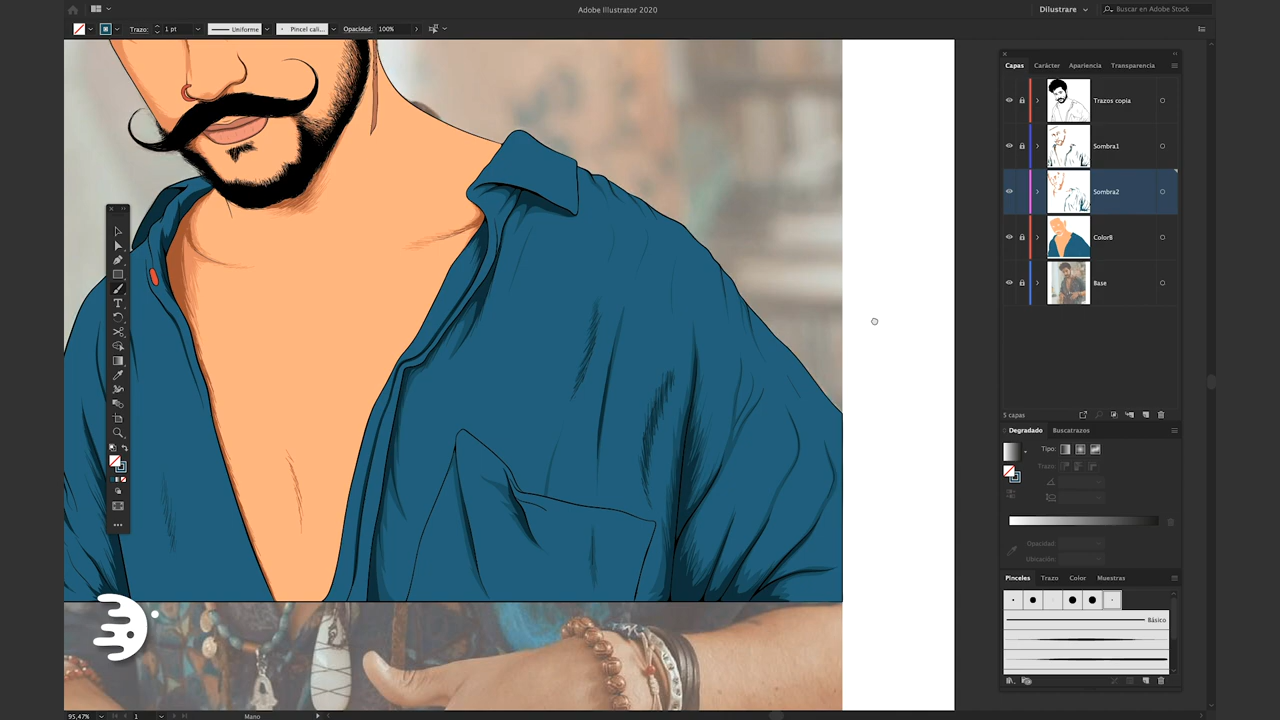 Adobe Illustrator 2020
Dilustrare
Buscar en Adobe Stock
Trazo:
1 pt
Uniforme
Pincel cali...
Opacidad:
100%
Capas
Carácter
Apariencia
Transparencia
Trazos copia
Sombra1
Sombra2
ColorB
Base
5 capas
Degradado
Buscatrazos
Tipo:
Trazo:
Opacidad:
Ubicación:
Pinceles
Trazo
Color
Muestras
Básico
95,47%
1
Mano